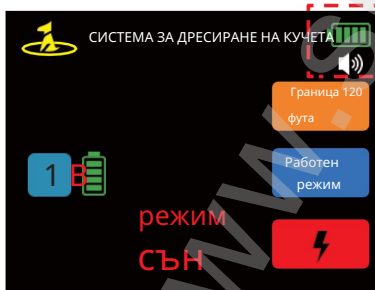 СИСТЕМА ЗА ДРЕСИРАНЕ НА КУЧЕТА
Граница 120
фута
1
В
Работен
режим
режим
сън